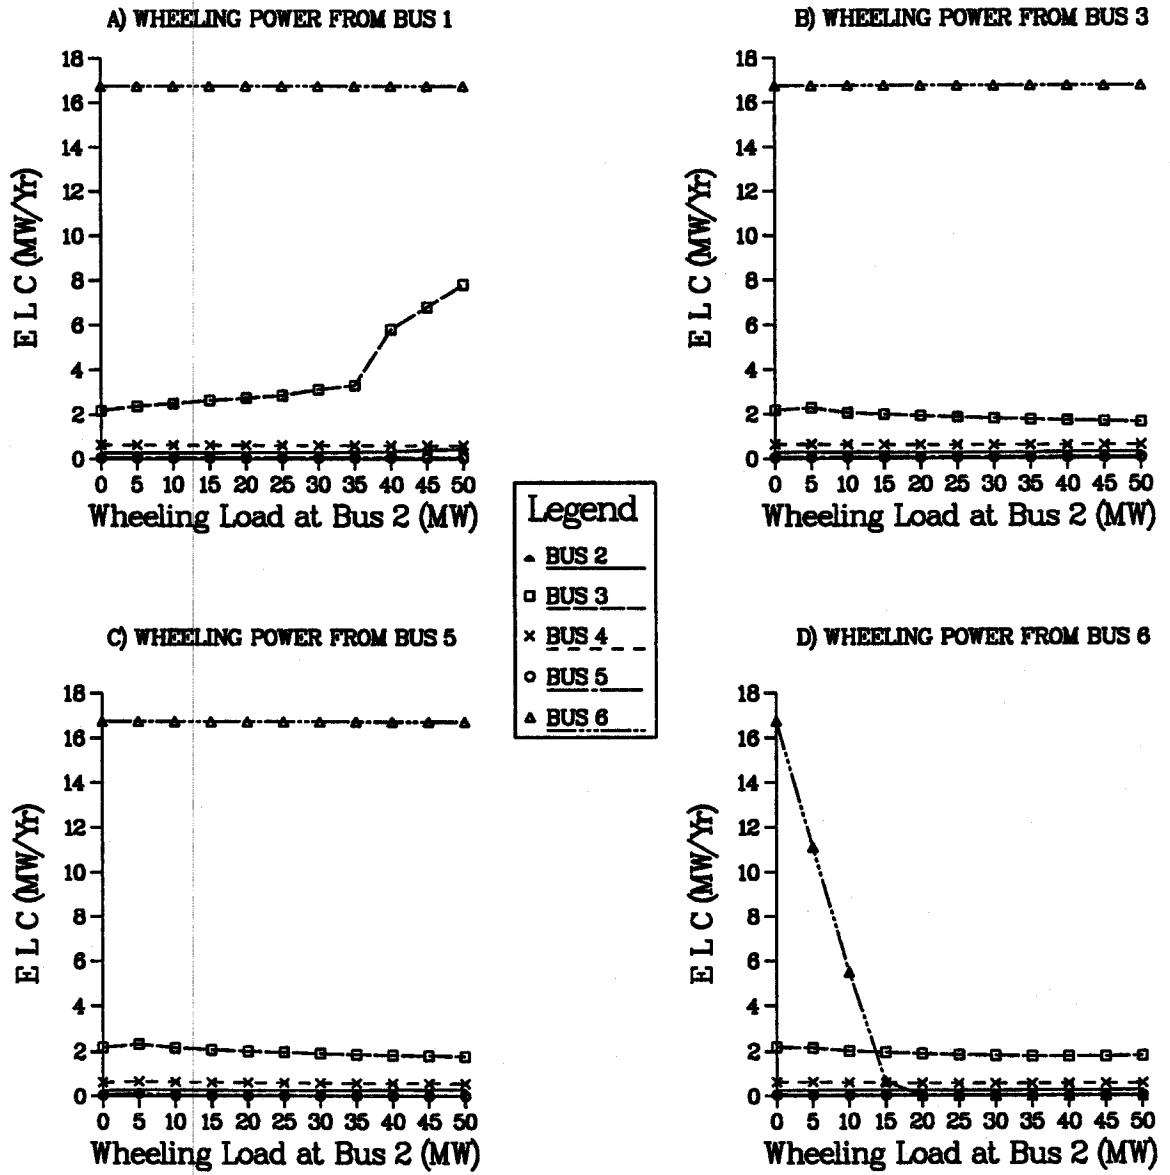 A) WHEELING POWER FROM BUS 1
18
16
14
12
10
8
6
4
2
0
E L C (MW/Yr)
0 5 10 15 20 25 30 35 40 45 50
Wheeling Load at Bus 2 (MW)
B) WHEELING POWER FROM BUS 3
18
16
14
12
10
8
6
4
2
0
E L C (MW/Yr)
0 5 10 15 20 25 30 35 40 45 50
Wheeling Load at Bus 2 (MW)
Legend
BUS 2
BUS 3
BUS 4
BUS 5
BUS 6
C) WHEELING POWER FROM BUS 5
18
16
14
12
10
8
6
4
2
0
E L C (MW/Yr)
0 5 10 15 20 25 30 35 40 45 50
Wheeling Load at Bus 2 (MW)
D) WHEELING POWER FROM BUS 6
18
16
14
12
10
8
6
4
2
0
E L C (MW/Yr)
0 5 10 15 20 25 30 35 40 45 50
Wheeling Load at Bus 2 (MW)